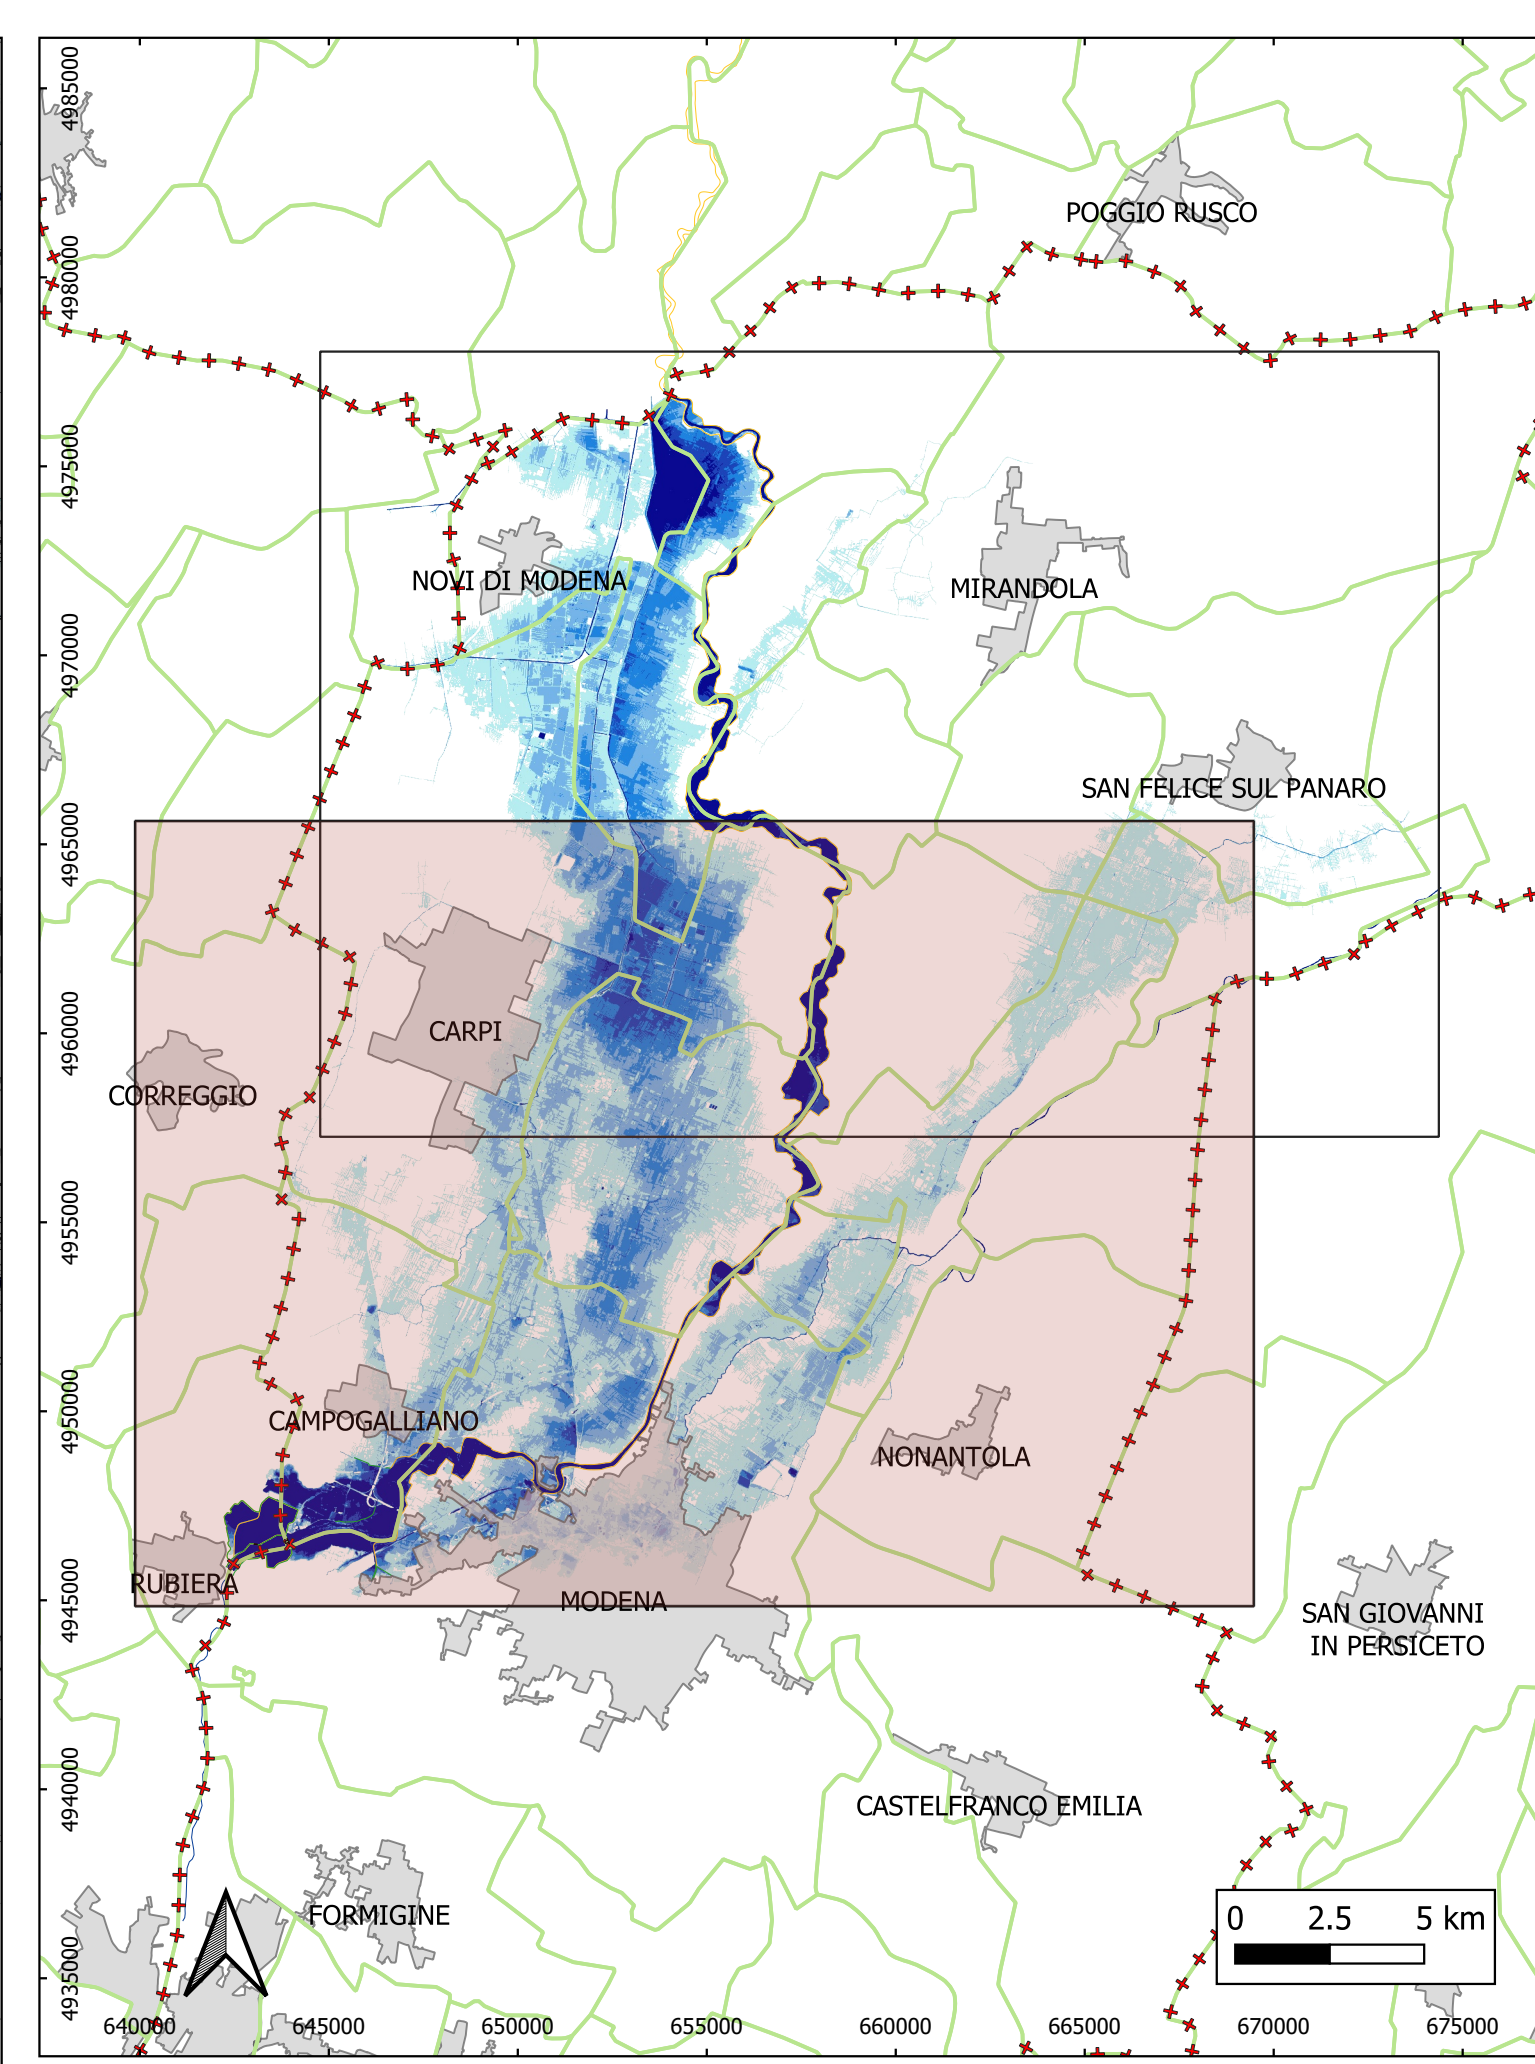 4985000
POGGIO RUSCO
4980000
4975000
NOVI DI MODENA
MIRANDOLA
4970000
SAN FELICE SUL PANARO
4965000
CARPI
4960000
CORREGGIO
4955000
CAMPOGALLIANO
4950000
NONANTOLA
RUBIERA
MODENA
4945000
SAN GIOVANNI
IN PERSICETO
4940000
CASTELFRANCO EMILIA
FORMIGINE
0 2.5 5 km
4935000
640000 645000 650000 655000 660000 665000 670000 675000